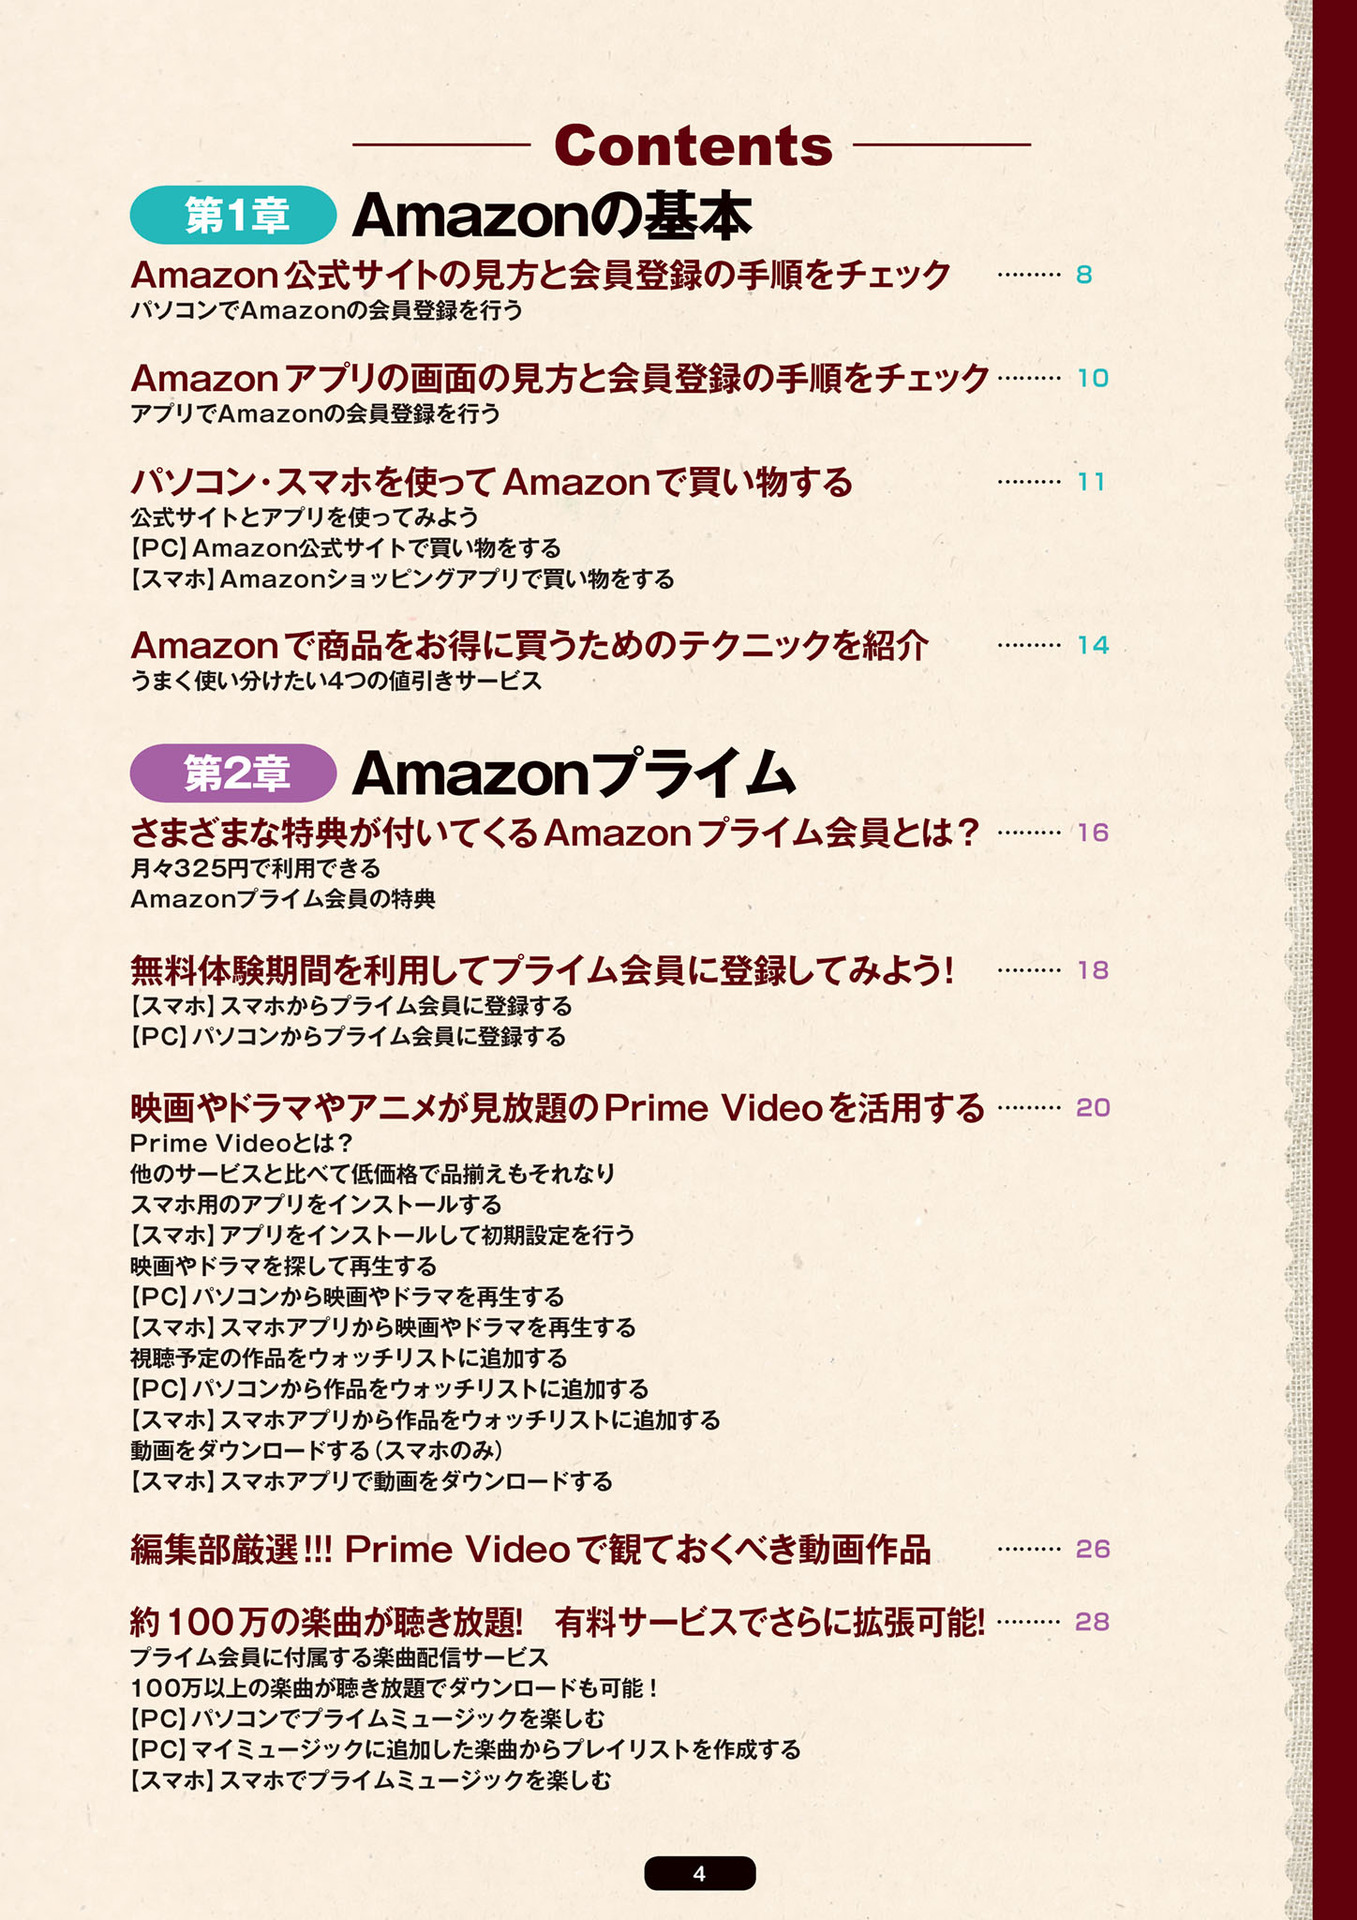 Contents
第1章 Amazonの基本
Amazon公式サイトの見方と会員登録の手順をチェック ……… 8
パソコンでAmazonの会員登録を行う
Amazonアプリの画面の見方と会員登録の手順をチェック ……… 10
アプリでAmazonの会員登録を行う
パソコン・スマホを使ってAmazonで買い物する ……… 11
公式サイトとアプリを使ってみよう
【PC】Amazon公式サイトで買い物をする
【スマホ】Amazonショッピングアプリで買い物をする
Amazonで商品をお得に買うためのテクニックを紹介 ……… 14
うまく使い分けたい4つの値引きサービス
第2章 Amazonプライム
さまざまな特典が付いてくるAmazonプライム会員とは？ ……… 16
月々325円で利用できる
Amazonプライム会員の特典
無料体験期間を利用してプライム会員に登録してみよう！ ……… 18
【スマホ】スマホからプライム会員に登録する
【PC】パソコンからプライム会員に登録する
映画やドラマやアニメが見放題のPrime Videoを活用する ……… 20
Prime Videoとは？
他のサービスと比べて低価格で品揃えもそれなり
スマホ用のアプリをインストールする
【スマホ】アプリをインストールして初期設定を行う
映画やドラマを探して再生する
【PC】パソコンから映画やドラマを再生する
【スマホ】スマホアプリから映画やドラマを再生する
視聴予定の作品をウォッチリストに追加する
【PC】パソコンから作品をウォッチリストに追加する
【スマホ】スマホアプリから作品をウォッチリストに追加する
動画をダウンロードする（スマホのみ）
【スマホ】スマホアプリで動画をダウンロードする
編集部厳選!!! Prime Videoで観ておくべき動画作品 ……… 26
約100万の楽曲が聴き放題！　有料サービスでさらに拡張可能！ ……… 28
プライム会員に付属する楽曲配信サービス
100万以上の楽曲が聴き放題でダウンロードも可能！
【PC】パソコンでプライムミュージックを楽しむ
【PC】マイミュージックに追加した楽曲からプレイリストを作成する
【スマホ】スマホでプライムミュージックを楽しむ
4